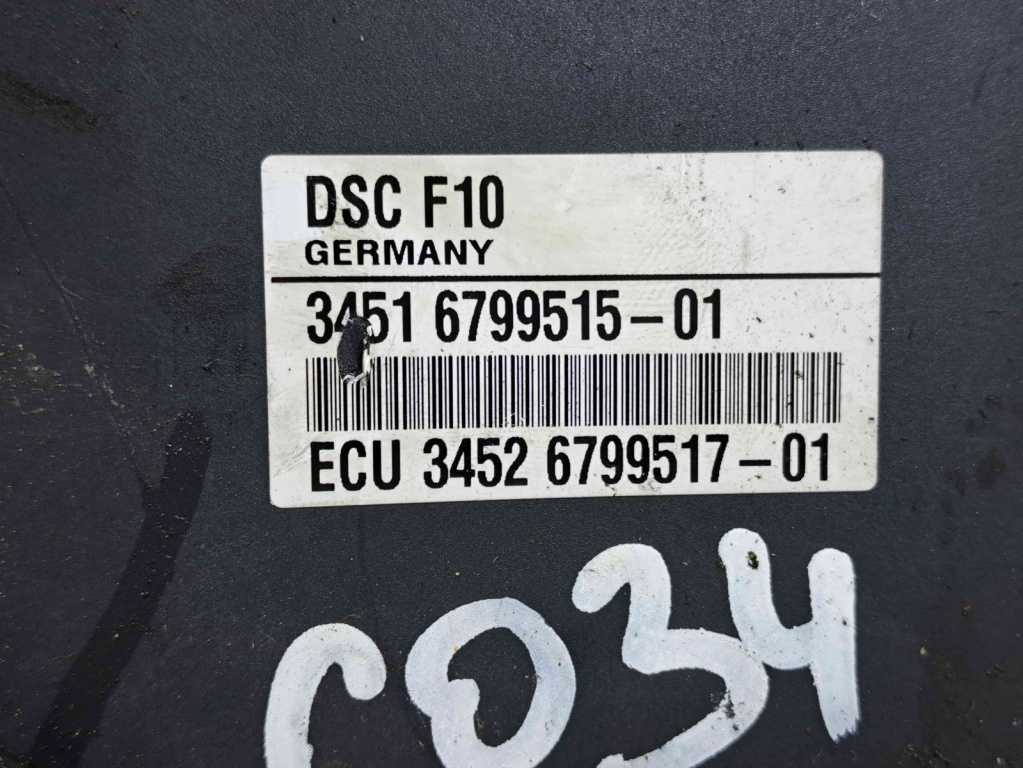 DSC F10
GERMANY
3451 6799515-01
ECU 3452 6799517-01
C034